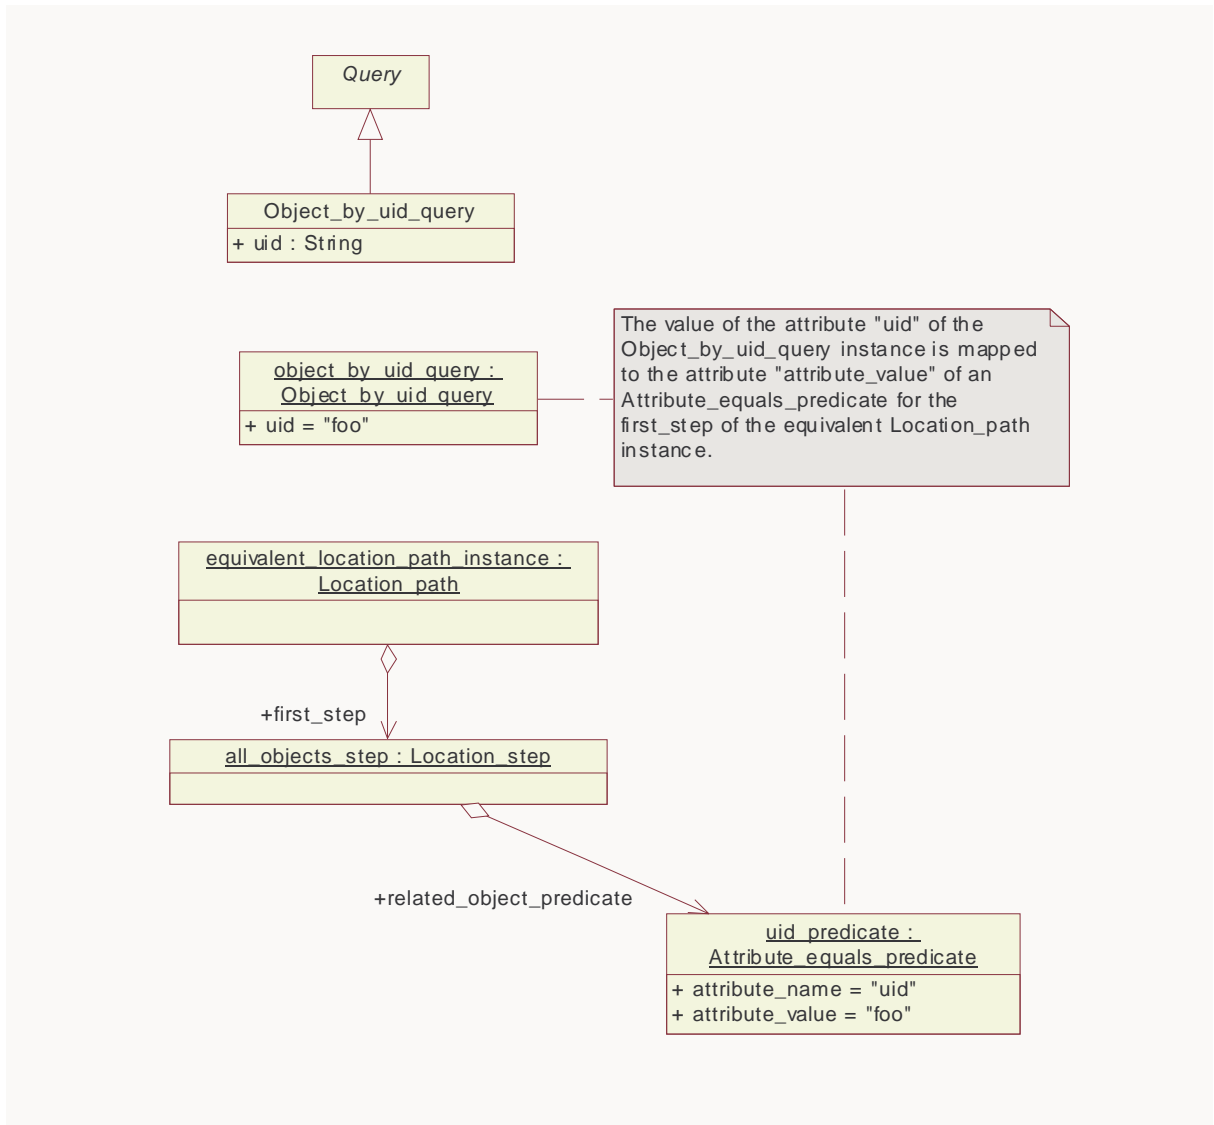 Query
Object_by_uid_query
+ uid : String
The value of the attribute "uid" of the
Object_by_uid_query instance is mapped
to the attribute "attribute_value" of an
Attribute_equals_predicate for the
first_step of the equivalent Location_path
instance.
object_by_uid_query :
Object_by_uid_query
+ uid = "foo"
equivalent_location_path_instance :
Location_path
+first_step
all_objects_step : Location_step
+related_object_predicate
uid_predicate :
Attribute_equals_predicate
+ attribute_name = "uid"
+ attribute_value = "foo"